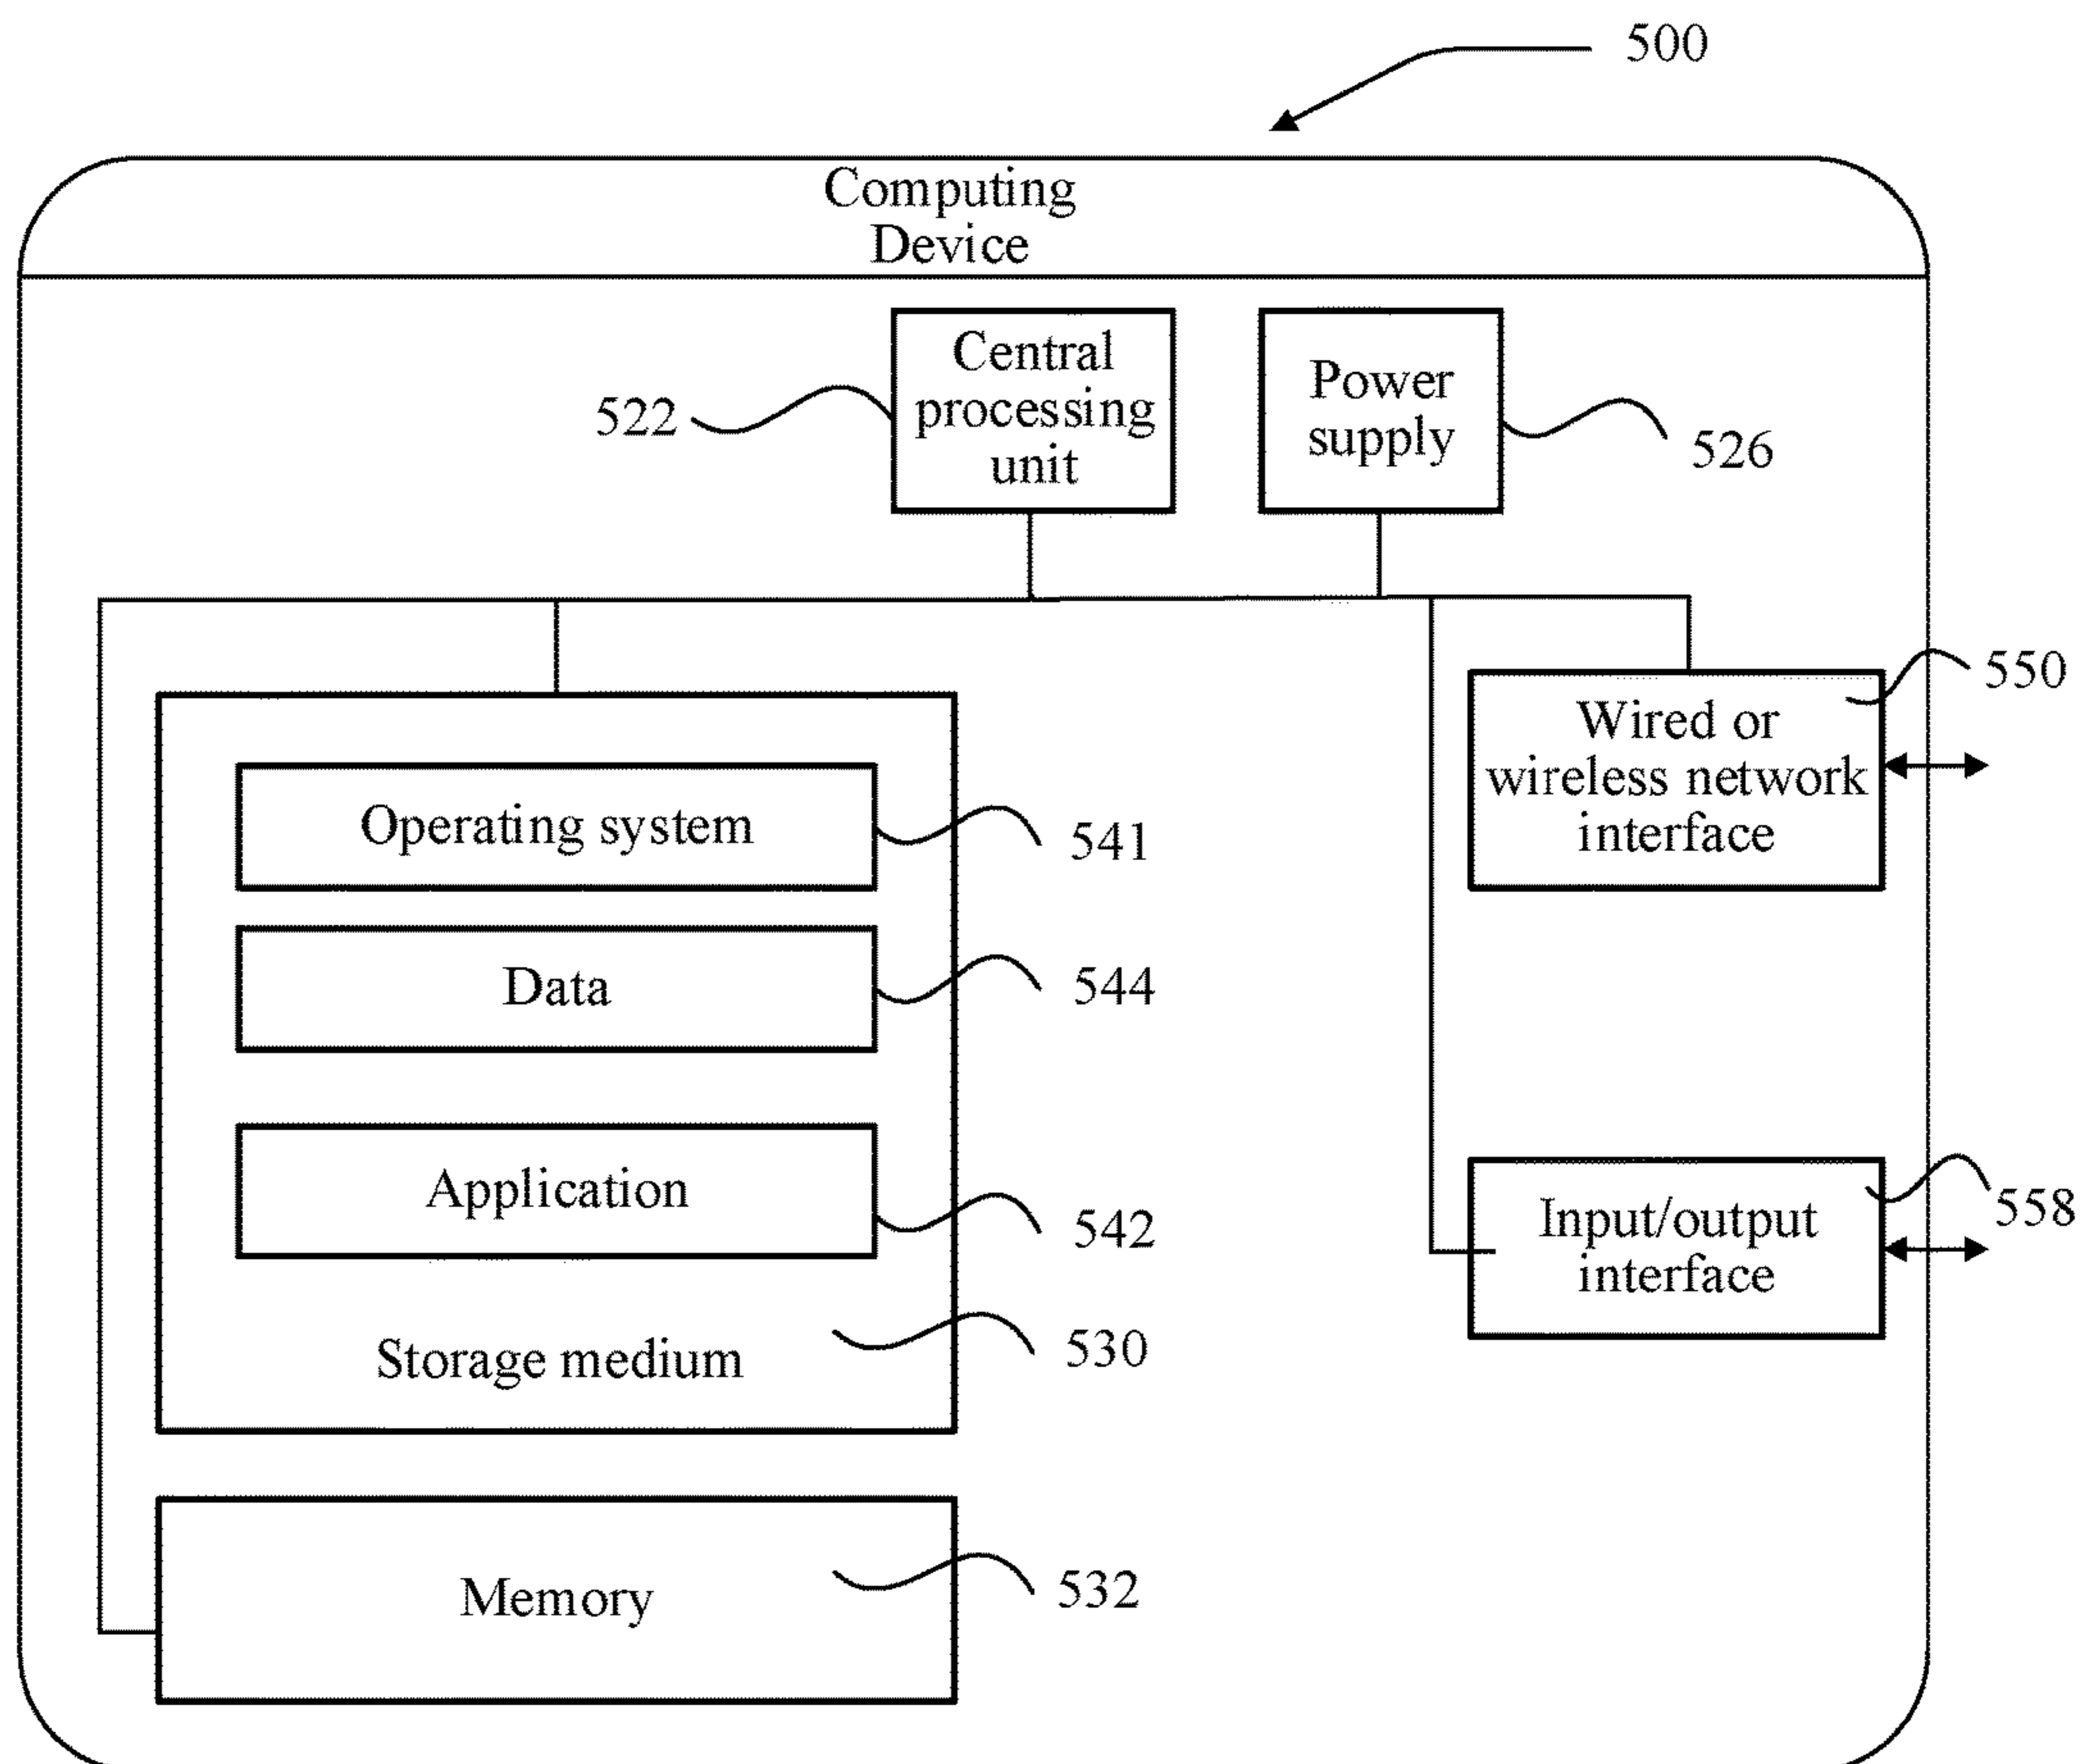 500
Computing
Device
Central
processing
unit
522
Power
supply
526
550
Wired or
wireless network
interface
Operating system
541
Data
544
Application
542
Storage medium
530
558
Input/output
interface
Memory
532